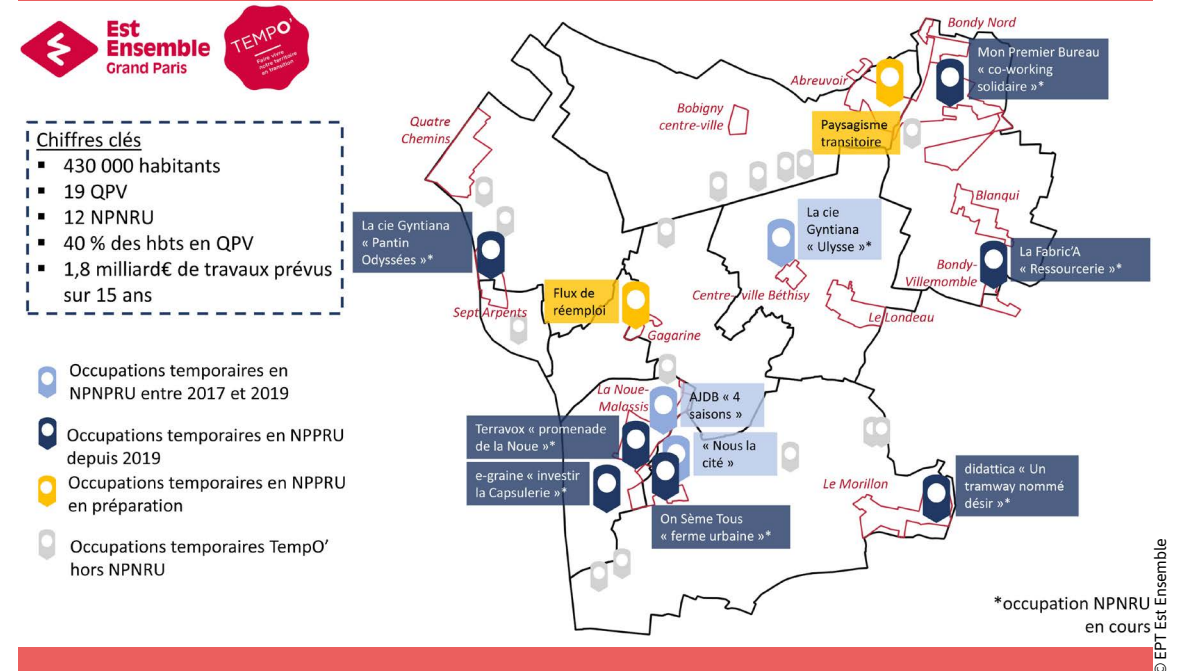 Est
Ensemble
Grand Paris
TEMPO'
Faire vivre
notre territoire
en transition
Chiffres clés
▪ 430 000 habitants
▪ 19 QPV
▪ 12 NPNRU
▪ 40 % des hbts en QPV
▪ 1,8 milliard€ de travaux prévus
sur 15 ans
Occupations temporaires en
NPNPRU entre 2017 et 2019
Occupations temporaires en NPPRU
depuis 2019
Occupations temporaires en NPPRU
en préparation
Occupations temporaires TempO’
hors NPNRU
Bondy Nord
Mon Premier Bureau
« co-working
solidaire »*
Abreuvoir
Paysagisme
transitoire
Bobigny
centre-ville
Quatre
Chemins
Blanqui
La cie Gyntiana
« Pantin
Odyssées »*
La cie
Gyntiana
« Ulysse »*
La Fabric’A
« Ressourcerie »*
Bondy-
Villemomble
Centre- ville Béthisy
Flux de
réemploi
Sept Arpents
Gagarine
Le Londeau
La Noue-
Malassis
AJDB « 4
saisons »
Terravox « promenade
de la Noue »*
« Nous la
cité »
e-graine « investir
la Capsulerie »*
On Sème Tous
« ferme urbaine »*
Le Morillon
didattica « Un
tramway nommé
désir »*
*occupation NPNRU
en cours
© EPT Est Ensemble